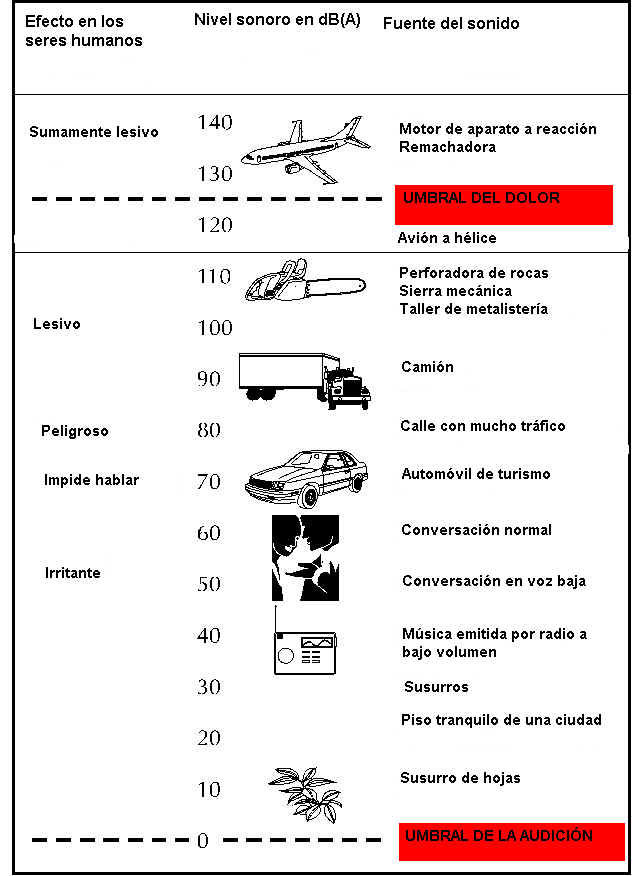 Efecto en los
seres humanos
Nivel sonoro en dB(A)
Fuente del sonido
Sumamente lesivo
140
Motor de aparato a reacción
Remachadora
130
UMBRAL DEL DOLOR
120
Avión a hélice
110
Perforadora de rocas
Sierra mecánica
Taller de metalistería
Lesivo
100
90
Camión
Peligroso
80
Calle con mucho tráfico
Impide hablar
70
Automóvil de turismo
60
Conversación normal
Irritante
50
Conversación en voz baja
40
Música emitida por radio a
bajo volumen
30
Susurros
20
Piso tranquilo de una ciudad
10
Susurro de hojas
0
UMBRAL DE LA AUDICIÓN